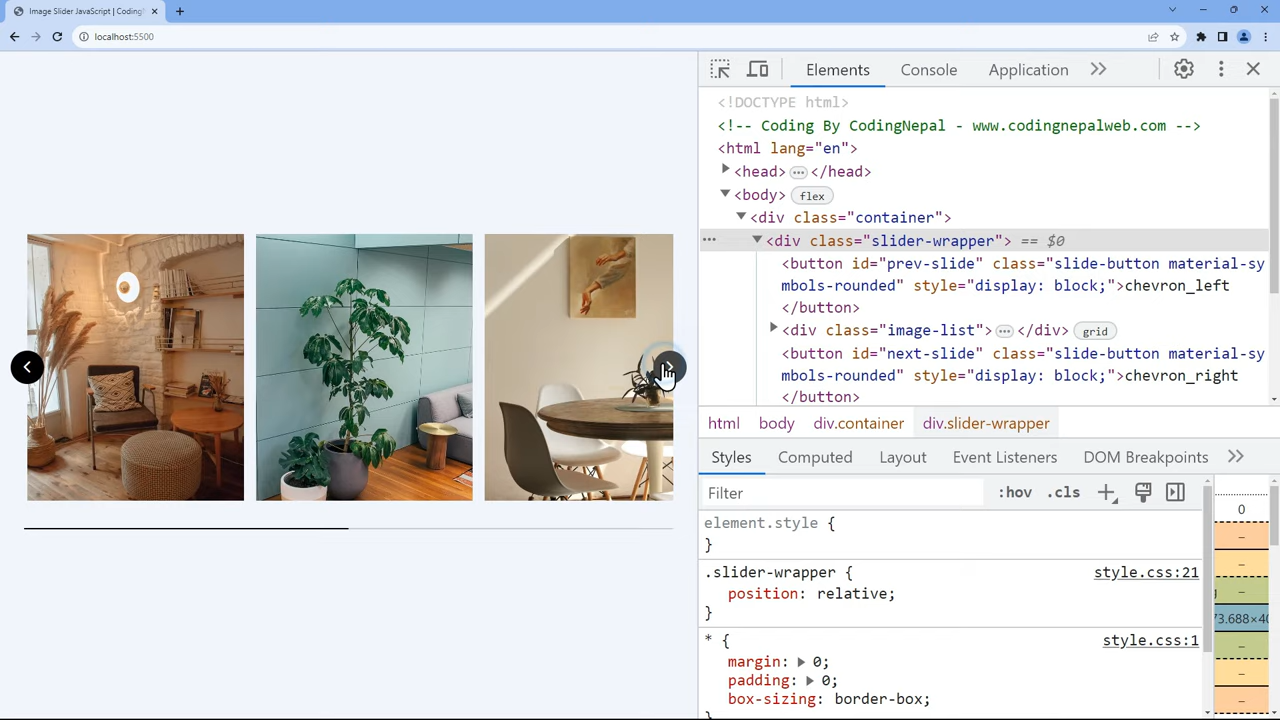 Image Slider JavaScript | Coding
localhost:5500
Elements
Console
Application
<!DOCTYPE html>
<!-- Coding By CodingNepal - www.codingnepalweb.com -->
<html lang="en">
<head> … </head>
<body> flex
<div class="container">
<div class="slider-wrapper"> == $0
<button id="prev-slide" class="slide-button material-sy
mbols-rounded" style="display: block;">chevron_left
</button>
<div class="image-list"> … </div> grid
<button id="next-slide" class="slide-button material-sy
mbols-rounded" style="display: block;">chevron_right
</button>
html body div.container div.slider-wrapper
Styles Computed Layout Event Listeners DOM Breakpoints
Filter
:hov .cls
element.style {
}
.slider-wrapper { style.css:21
position: relative;
}
* { style.css:1
margin: 0;
padding: 0;
box-sizing: border-box;
}
0
–
–
–
73.688×40
–
–
–